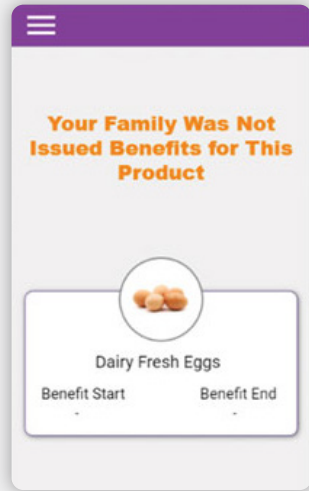 Your Family Was Not
Issued Benefits for This
Product
Dairy Fresh Eggs
Benefit Start Benefit End
- -